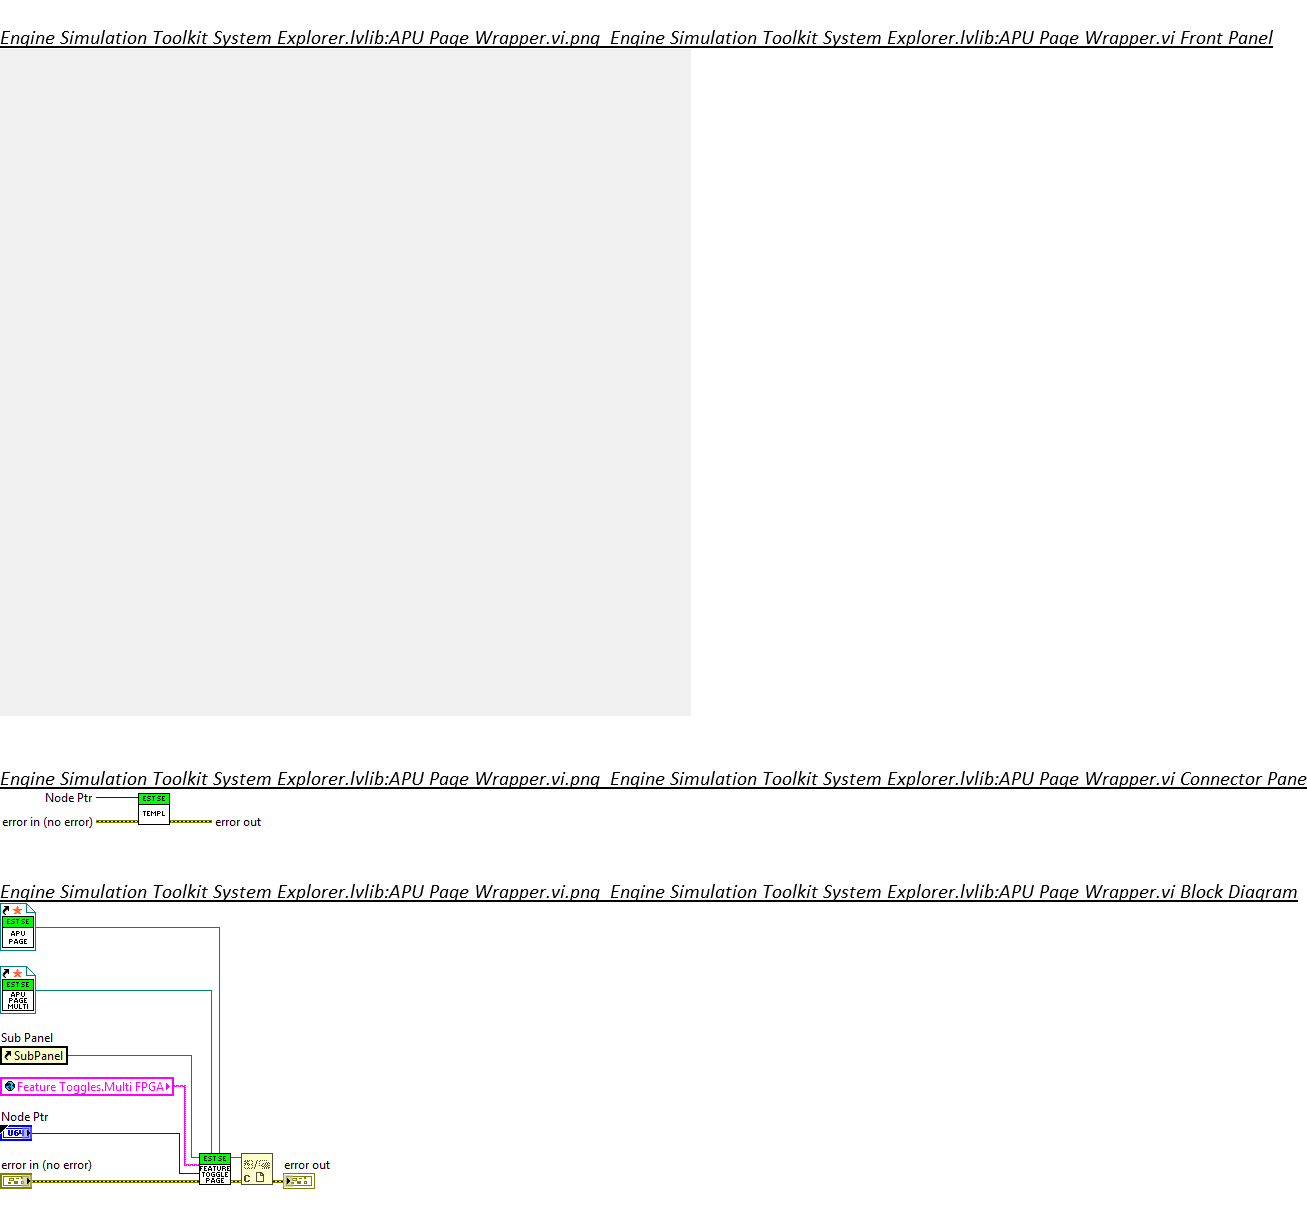 Engine Simulation Toolkit System Explorer.lvlib:APU Page Wrapper.vi.png Engine Simulation Toolkit System Explorer.lvlib:APU Page Wrapper.vi Front Panel
Engine Simulation Toolkit System Explorer.lvlib:APU Page Wrapper.vi.png Engine Simulation Toolkit System Explorer.lvlib:APU Page Wrapper.vi Connector Pane
Node Ptr
EST SE
TEMPL
error in (no error)
error out
Engine Simulation Toolkit System Explorer.lvlib:APU Page Wrapper.vi.png Engine Simulation Toolkit System Explorer.lvlib:APU Page Wrapper.vi Block Diagram
EST SE
APU
PAGE
EST SE
APU
PAGE
MULTI
Sub Panel
SubPanel
Feature Toggles.Multi FPGA
Node Ptr
U64
error in (no error)
EST SE
FEATURE
TOGGLE
PAGE
C
error out